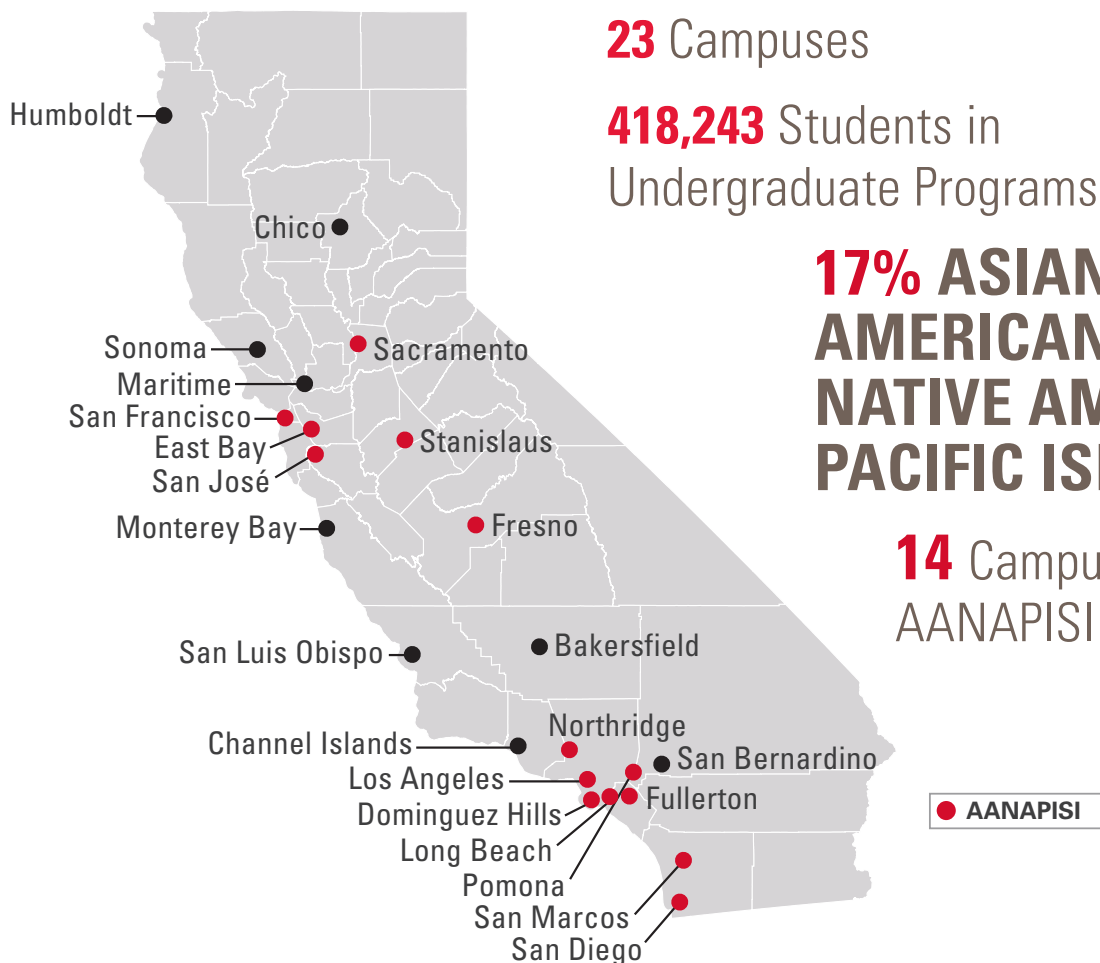 23 Campuses
418,243 Students in
Undergraduate Programs
17% ASIAN
AMERICAN
NATIVE AM
PACIFIC ISL
14 Campu
AANAPISI
Humboldt
Chico
Sonoma
Sacramento
Maritime
San Francisco
East Bay
Stanislaus
San José
Monterey Bay
Fresno
San Luis Obispo
Bakersfield
Northridge
Channel Islands
San Bernardino
Los Angeles
Fullerton
Dominguez Hills
Long Beach
Pomona
San Marcos
San Diego
AANAPISI